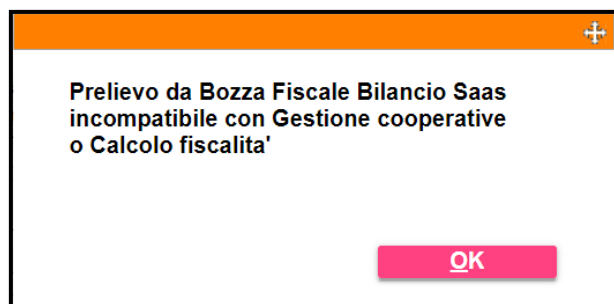 Prelievo da Bozza Fiscale Bilancio Saas
incompatibile con Gestione cooperative
o Calcolo fiscalita'
OK